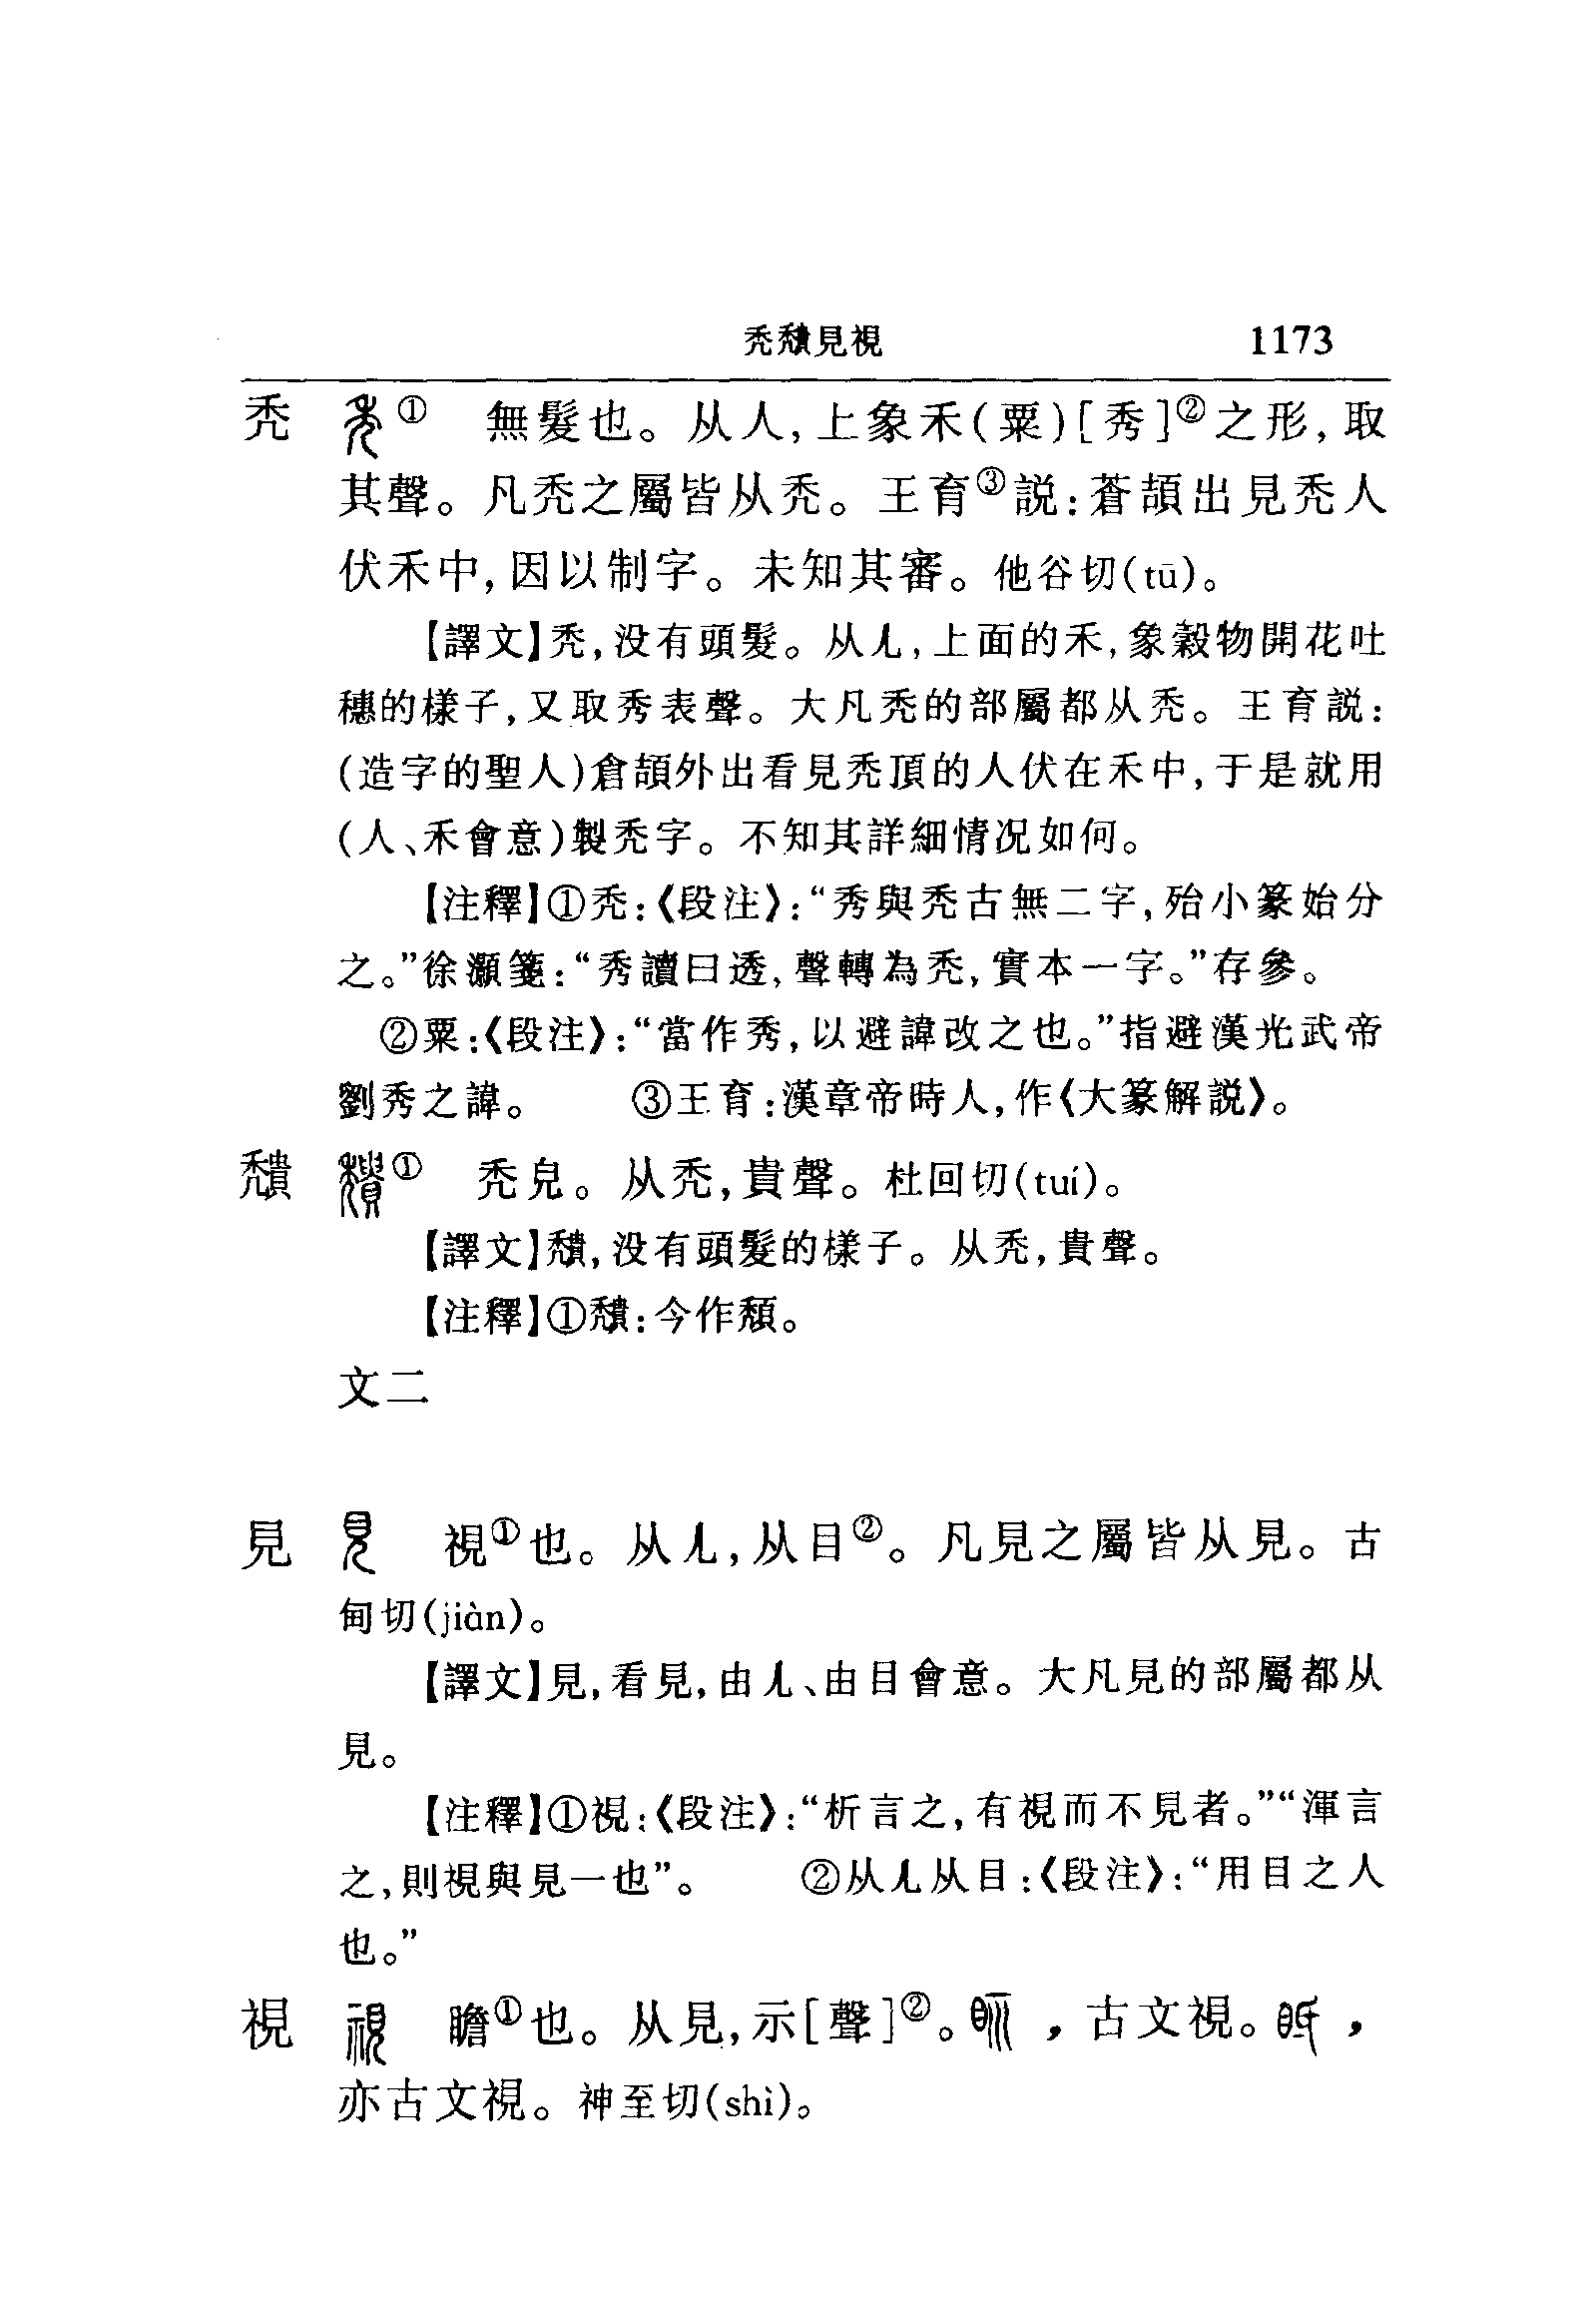 禿穨見視 1173
禿 ① 無髮也。从人,上象禾(粟)[秀]②之形,取
其聲。凡禿之屬皆从禿。王育③説:蒼頡出見禿人
伏禾中,因以制字。未知其審。他谷切(tū)。
【譯文】禿,没有頭髮。从儿,上面的禾,象穀物開花吐
穗的樣子,又取秀表聲。大凡禿的部屬都从禿。王育説:
(造字的聖人)倉頡外出看見禿頂的人伏在禾中,于是就用
(人、禾會意)製禿字。不知其詳細情况如何。
【注釋】①禿:《段注》:“秀與禿古無二字,殆小篆始分
之。”徐灝箋:“秀讀曰透,聲轉為禿,實本一字。”存參。
②粟:《段注》:“當作秀,以避諱改之也。”指避漢光武帝
劉秀之諱。 ③王育:漢章帝時人,作《大篆解説》。
穨 ① 禿皃。从禿,貴聲。杜回切(tuí)。
【譯文】穨,没有頭髮的樣子。从禿,貴聲。
【注釋】①穨:今作頹。
文二
見 視①也。从儿,从目②。凡見之屬皆从見。古
甸切(jiàn)。
【譯文】見,看見,由儿、由目會意。大凡見的部屬都从
見。
【注釋】①視:《段注》:“析言之,有視而不見者。”“渾言
之,則視與見一也”。 ②从儿从目:《段注》:“用目之人
也。”
視 瞻①也。从見,示[聲]②。,古文視。,
亦古文視。神至切(shì)。